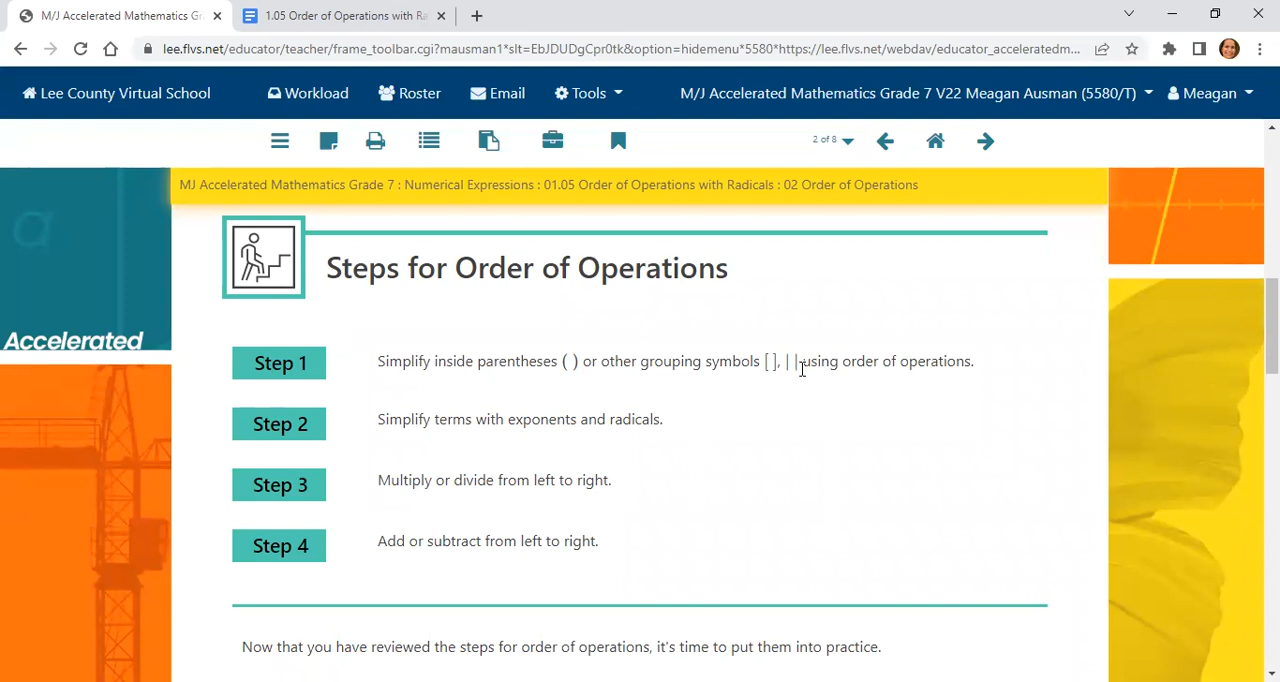 M/J Accelerated Mathematics Gr
1.05 Order of Operations with Ra
lee.flvs.net/educator/teacher/frame_toolbar.cgi?mausman1*slt=EbJDUDgCpr0tk&option=hidemenu*5580*https://lee.flvs.net/webdav/educator_acceleratedm...
Lee County Virtual School Workload Roster Email Tools M/J Accelerated Mathematics Grade 7 V22 Meagan Ausman (5580/T) Meagan
2 of 8
MJ Accelerated Mathematics Grade 7 : Numerical Expressions : 01.05 Order of Operations with Radicals : 02 Order of Operations
Accelerated
Steps for Order of Operations
Step 1 Simplify inside parentheses ( ) or other grouping symbols [ ], | | using order of operations.
Step 2 Simplify terms with exponents and radicals.
Step 3 Multiply or divide from left to right.
Step 4 Add or subtract from left to right.
Now that you have reviewed the steps for order of operations, it's time to put them into practice.